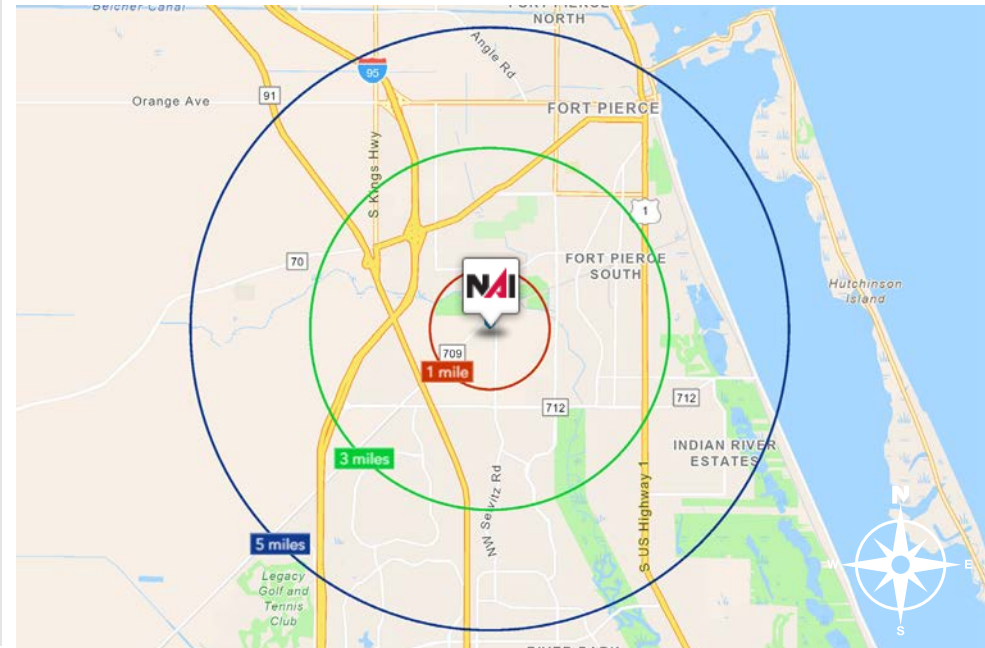 Belcher Canal
FORT PIERCE
NORTH
Angle Rd
95
91
Orange Ave
FORT PIERCE
S Kings Hwy
1
70
FORT PIERCE
SOUTH
Hutchinson
Island
NAI
709
1 mile
712
712
INDIAN RIVER
ESTATES
3 miles
NW Selvitz Rd
S US Highway 1
N
W
E
S
5 miles
Legacy
Golf and
Tennis
Club
RIVER PARK